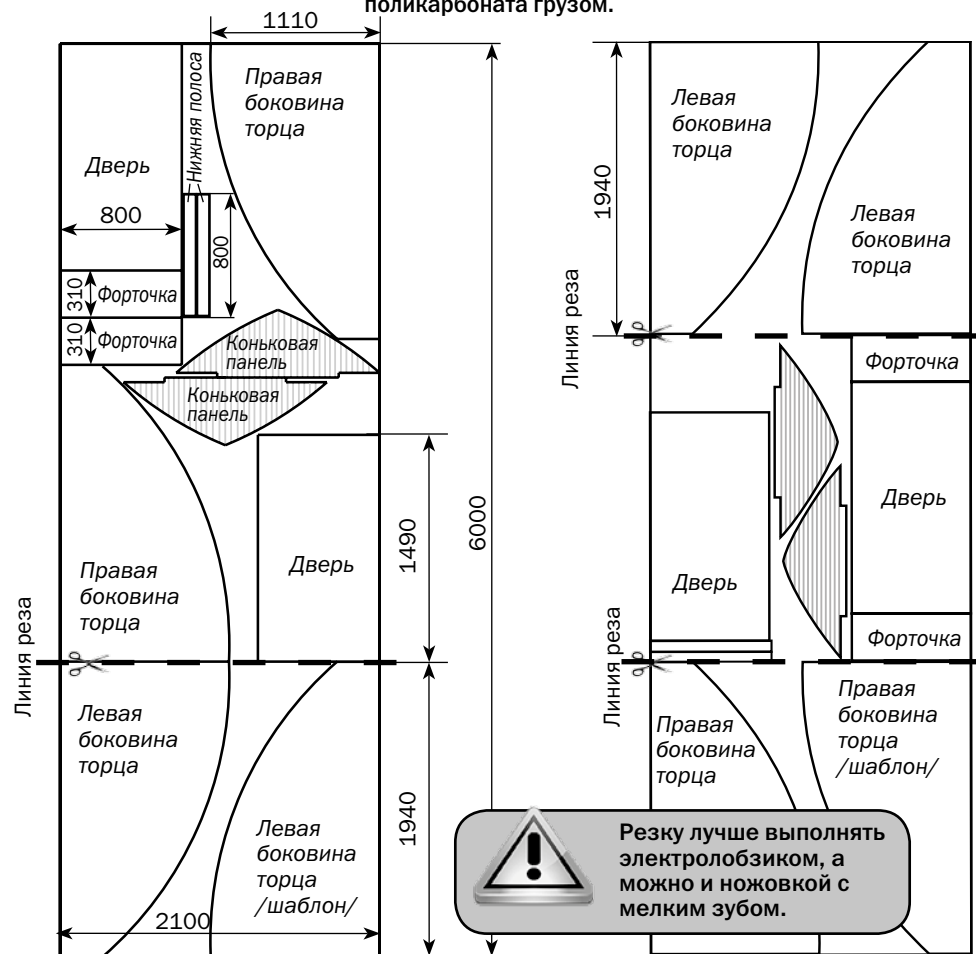 поликарбоната грузом.
1110
Правая
боковина
торца
Нижняя полоса
Дверь
800
800
310
Форточка
310
Форточка
Коньковая
панель
Коньковая
панель
1490
6000
Дверь
Правая
боковина
торца
Линия реза
Левая
боковина
торца
1940
Левая
боковина
торца
/шаблон/
2100
Левая
боковина
торца
1940
Левая
боковина
торца
Линия реза
Форточка
Дверь
Дверь
Форточка
Линия реза
Правая
боковина
торца
Правая
боковина
торца
/шаблон/
Резку лучше выполнять
электролобзиком, а
можно и ножовкой с
мелким зубом.